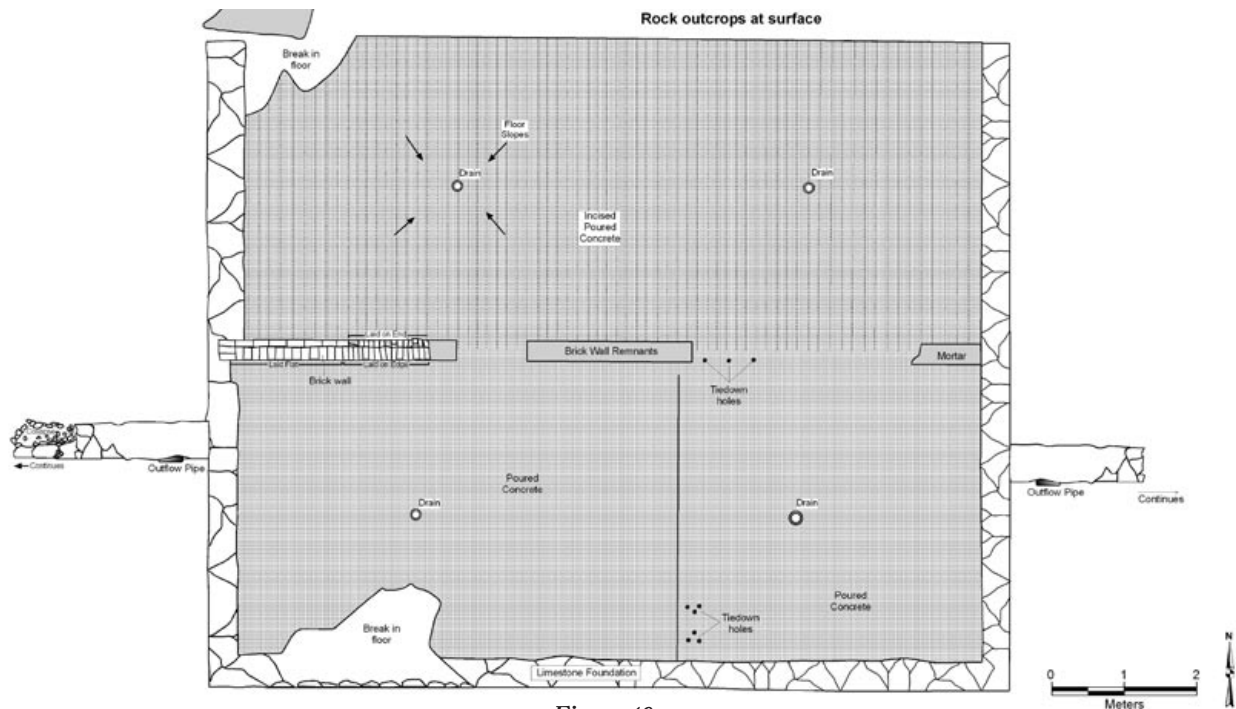 Rock outcrops at surface
Break in
floor
Floor
Slopes
Drain
Drain
Incised
Poured
Concrete
Laid on End
Brick Wall Remnants
Mortar
Laid Flat
Laid on Edge
Brick wall
Tiedown
holes
Continues
Outflow Pipe
Poured
Concrete
Drain
Drain
Outflow Pipe
Continues
Poured
Concrete
Break in
floor
Tiedown
holes
Limestone Foundation
N
0 1 2
Meters